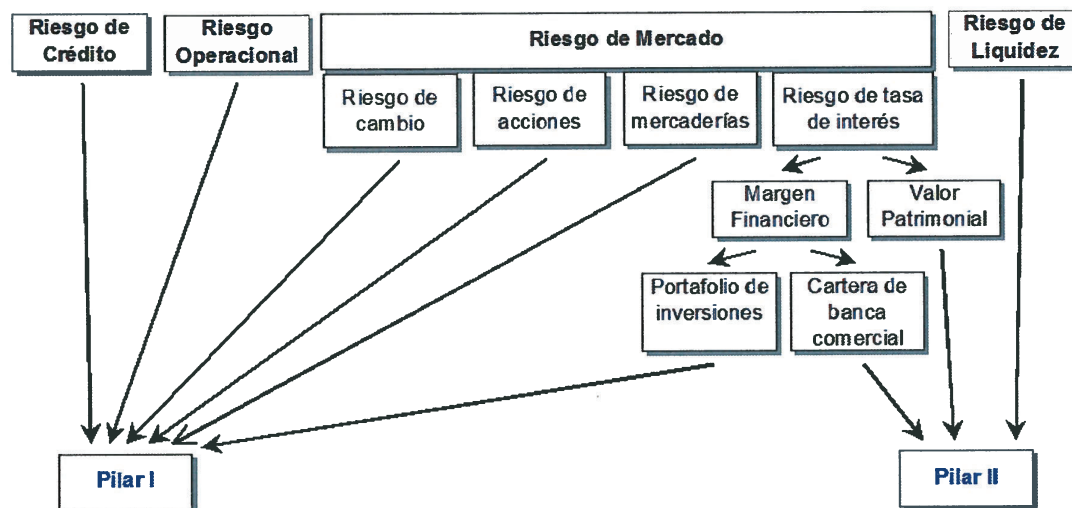 Riesgo de
Crédito
Riesgo
Operacional
Riesgo de Mercado
Riesgo de
Liquidez
Riesgo de
cambio
Riesgo de
acciones
Riesgo de
mercaderías
Riesgo de tasa
de interés
Margen
Financiero
Valor
Patrimonial
Portafolio de
inversiones
Cartera de
banca
comercial
Pilar I
Pilar II